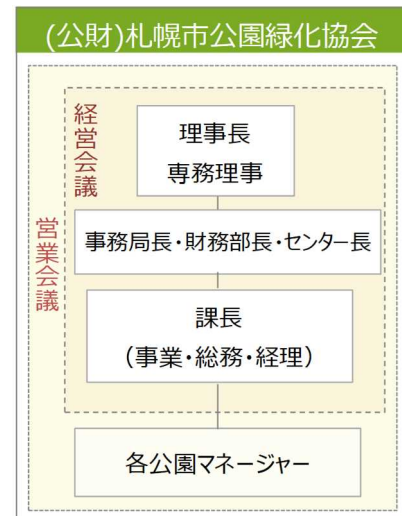 (公財)札幌市公園緑化協会
経営会議
理事長
専務理事
営業会議
事務局長・財務部長・センター長
課長
(事業・総務・経理)
各公園マネージャー